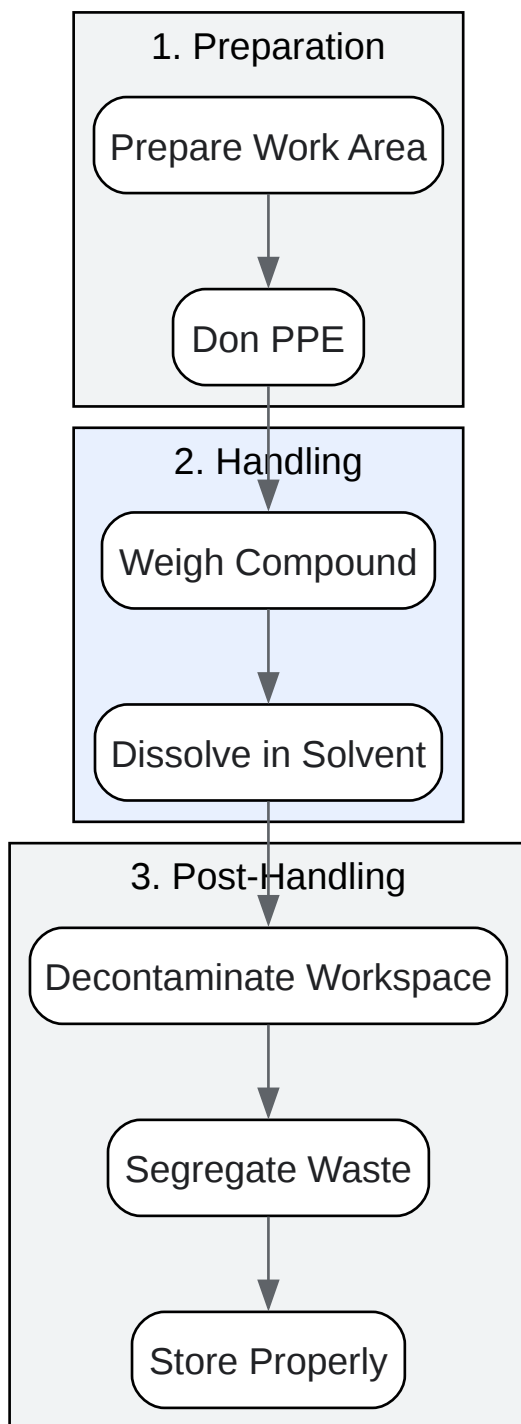 1. Preparation
Prepare Work Area
Don PPE
2. Handling
Weigh Compound
Dissolve in Solvent
3. Post-Handling
Decontaminate Workspace
Segregate Waste
Store Properly